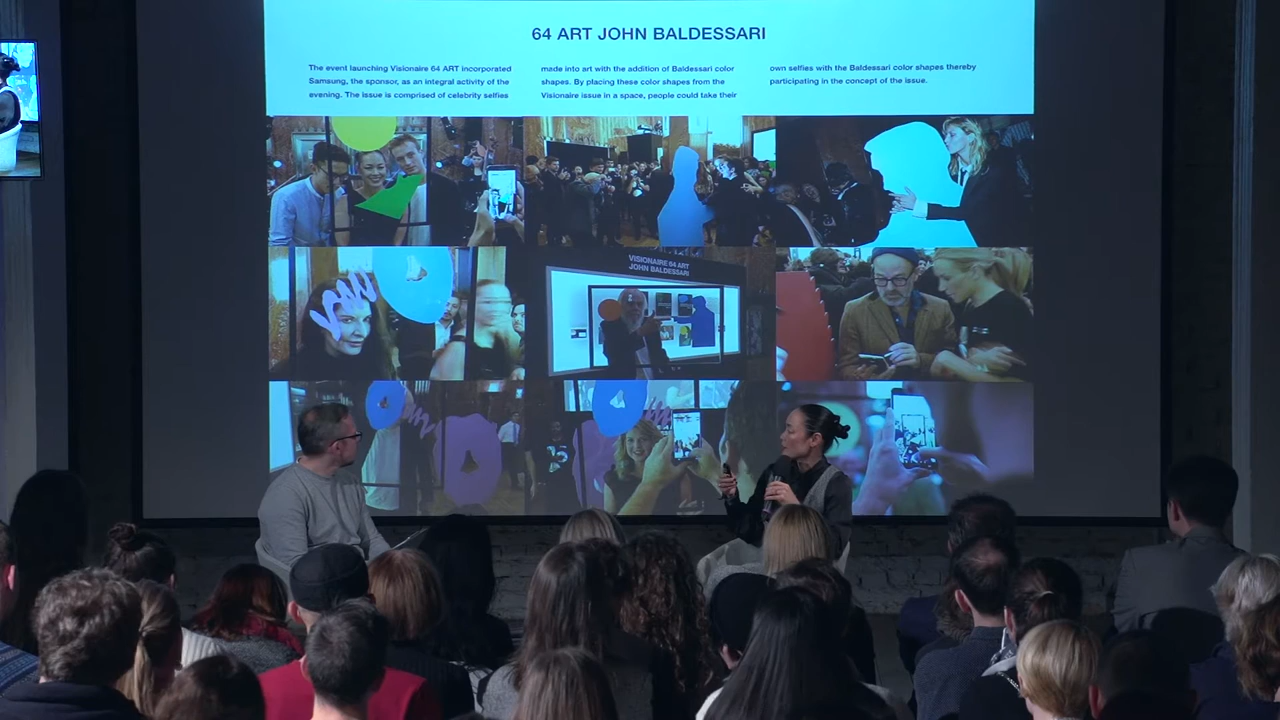 64 ART JOHN BALDESSARI
The event launching Visionaire 64 ART incorporated
Samsung, the sponsor, as an integral activity of the
evening. The issue is comprised of celebrity selfies
made into art with the addition of Baldessari color
shapes. By placing these color shapes from the
Visionaire issue in a space, people could take their
own selfies with the Baldessari color shapes thereby
participating in the concept of the issue.
VISIONAIRE 64 ART
JOHN BALDESSARI